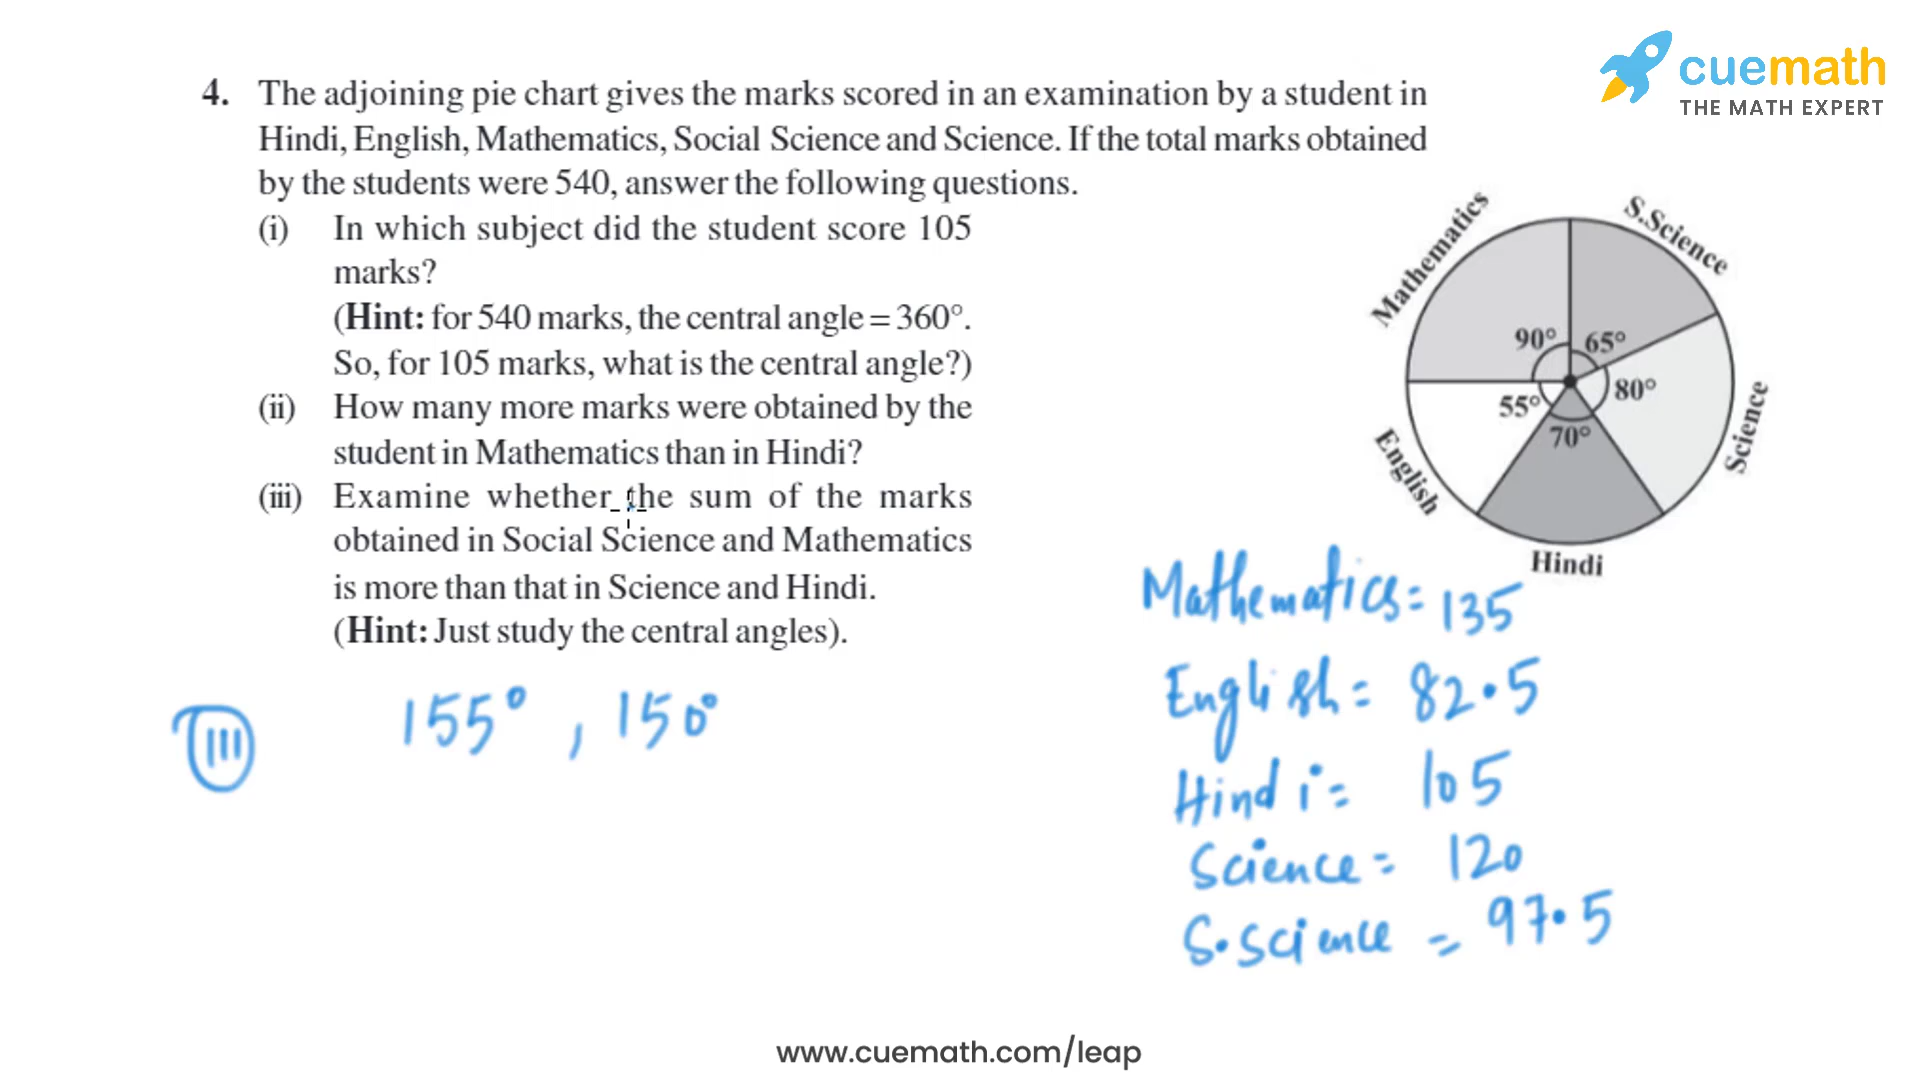 cuemath
THE MATH EXPERT
4. The adjoining pie chart gives the marks scored in an examination by a student in
Hindi, English, Mathematics, Social Science and Science. If the total marks obtained
by the students were 540, answer the following questions.
(i) In which subject did the student score 105
marks?
(Hint: for 540 marks, the central angle = 360°.
So, for 105 marks, what is the central angle?)
(ii) How many more marks were obtained by the
student in Mathematics than in Hindi?
(iii) Examine whether the sum of the marks
obtained in Social Science and Mathematics
is more than that in Science and Hindi.
(Hint: Just study the central angles).
Mathematics
S.Science
90°
65°
80°
55°
70°
English
Science
Hindi
III 155° , 150°
Mathematics = 135
English = 82.5
Hindi = 105
Science = 120
S.Science = 97.5
www.cuemath.com/leap